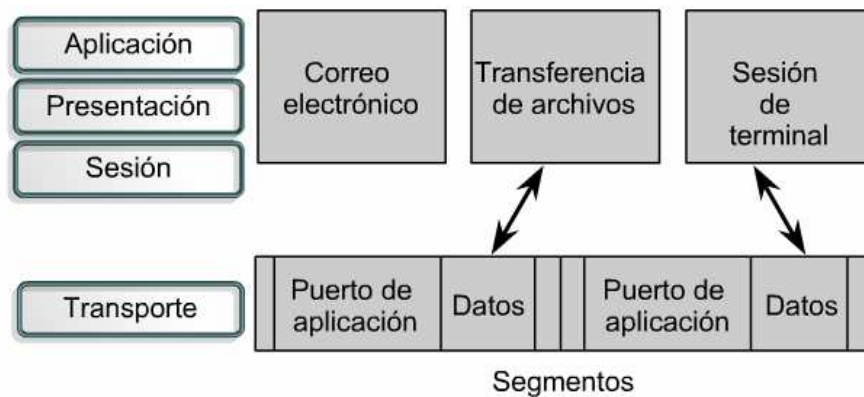 Aplicación
Presentación
Sesión
Correo
electrónico
Transferencia
de archivos
Sesión
de
terminal
Transporte
Puerto de
aplicación
Datos
Puerto de
aplicación
Datos
Segmentos